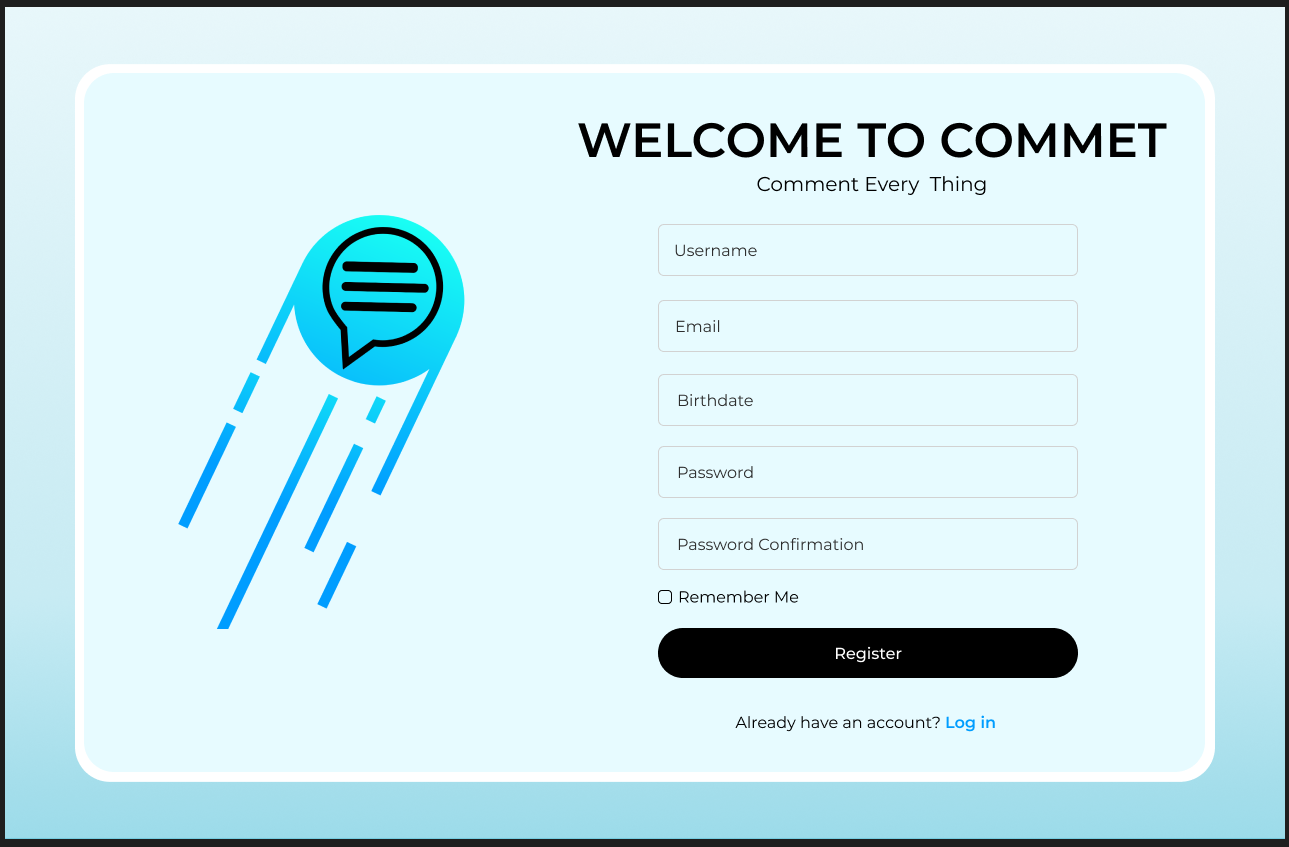 WELCOME TO COMMET
Comment Every  Thing
Username
Email
Birthdate
Password
Password Confirmation
Remember Me
Register
Already have an account? Log in